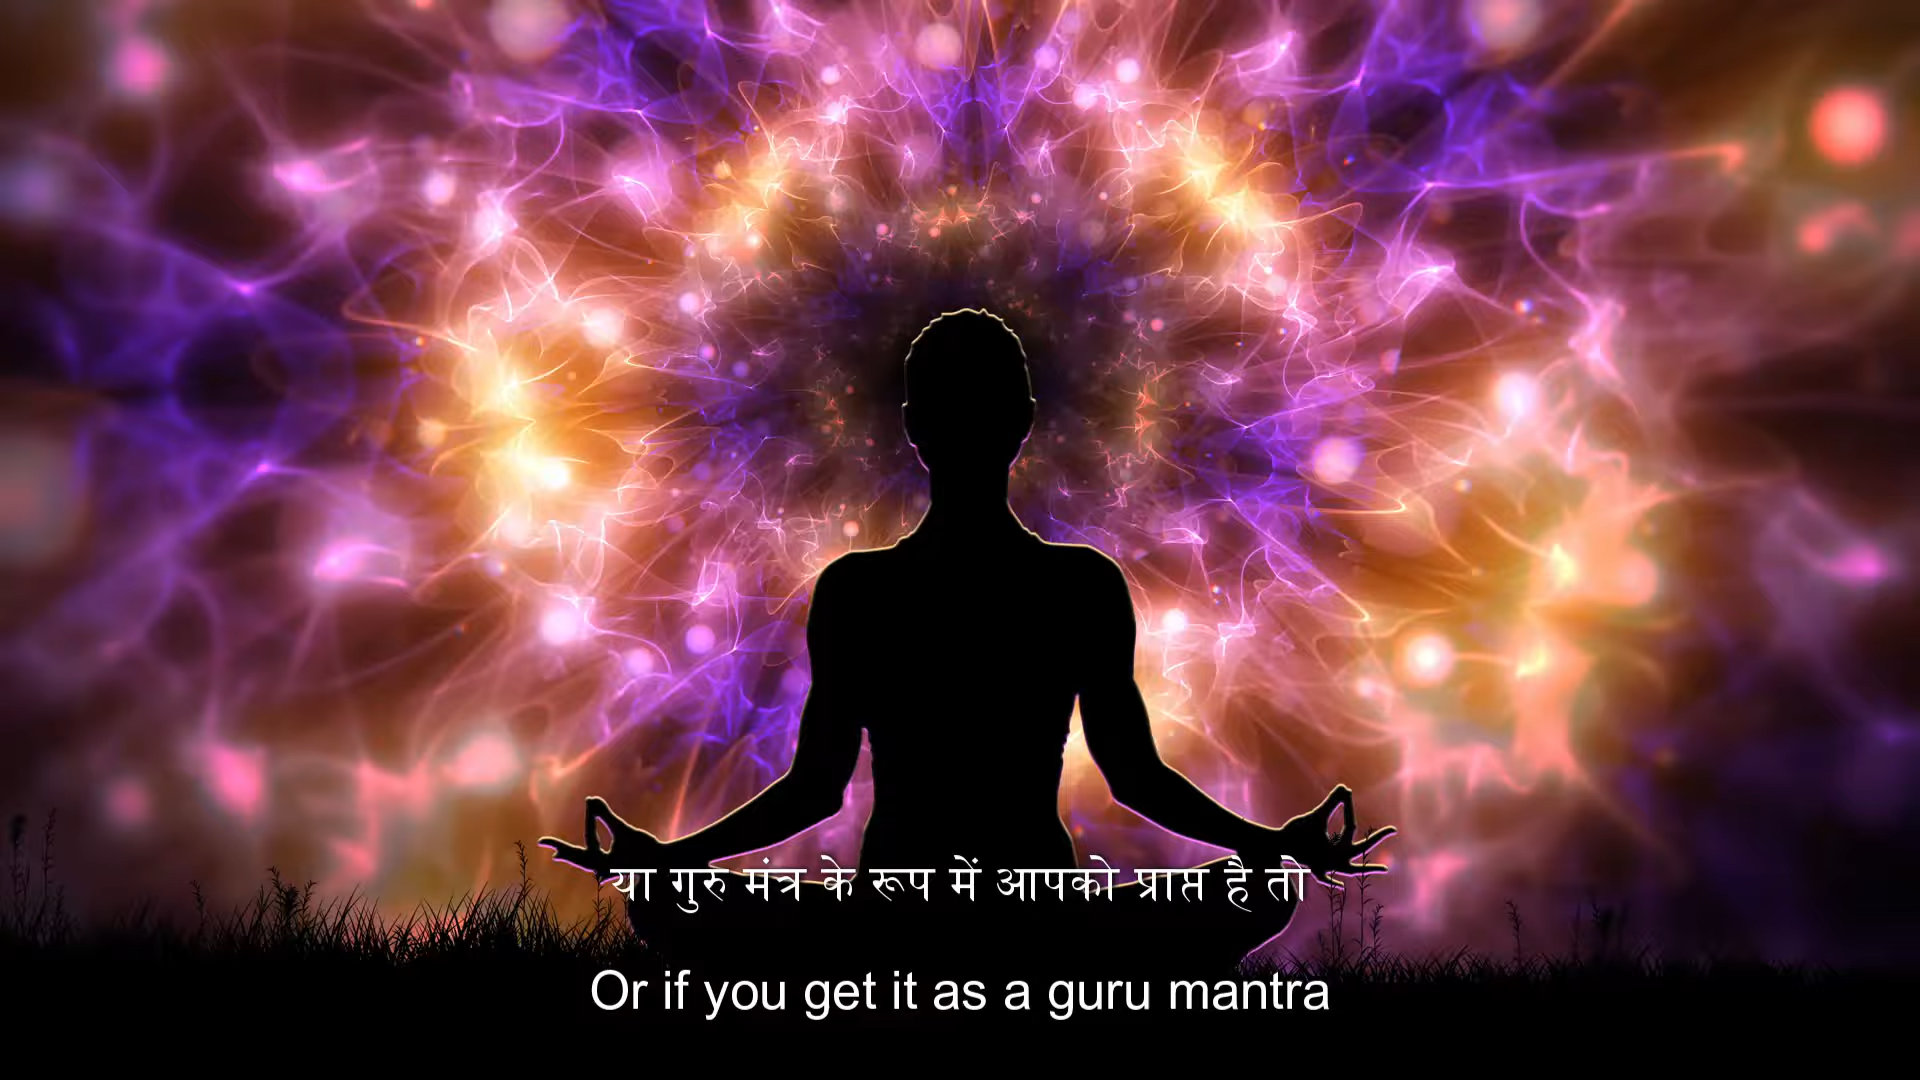 या गुरु मंत्र के रूप में आपको प्राप्त है तो
Or if you get it as a guru mantra